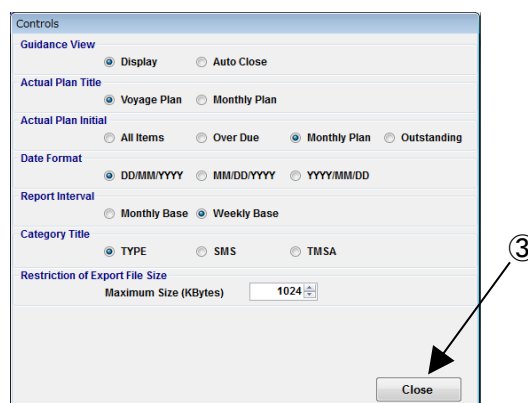 Controls
Guidance View
Display Auto Close
Actual Plan Title
Voyage Plan Monthly Plan
Actual Plan Initial
All Items Over Due Monthly Plan Outstanding
Date Format
DD/MM/YYYY MM/DD/YYYY YYYY/MM/DD
Report Interval
Monthly Base Weekly Base
Category Title
TYPE SMS TMSA
③
Restriction of Export File Size
Maximum Size (KBytes) 1024
Close